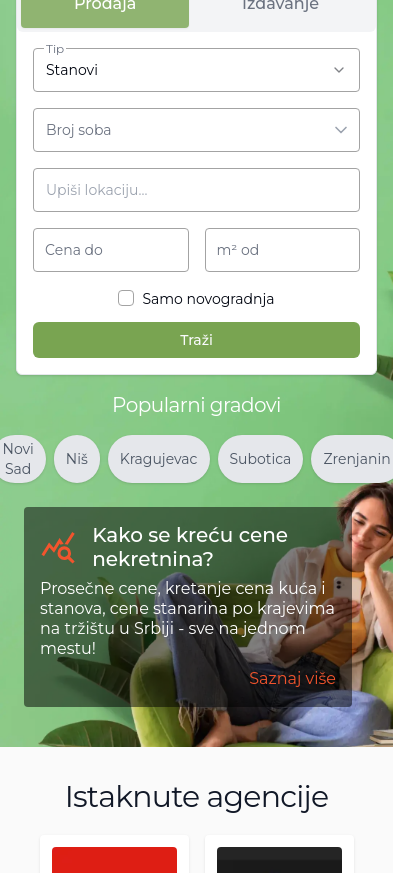 Prodaja
Izdavanje
Tip
Stanovi
Broj soba
Upiši lokaciju...
Cena do
m² od
Samo novogradnja
Traži
Popularni gradovi
Novi
Sad
Niš
Kragujevac
Subotica
Zrenjanin
Kako se kreću cene
nekretnina?
Prosečne cene, kretanje cena kuća i
stanova, cene stanarina po krajevima
na tržištu u Srbiji - sve na jednom
mestu!
Saznaj više
Istaknute agencije